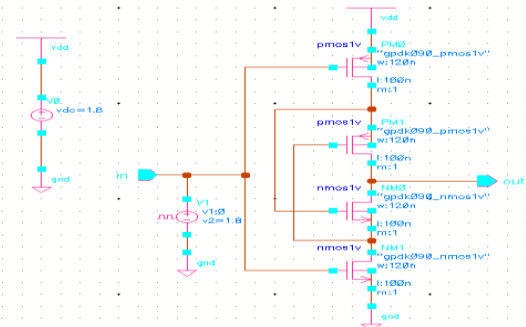 vdd
pmos1v
PM0
"gpdk090_pmos1v"
w:120n
l:100n
m:1
vdd
V0
vdc=1.8
gnd
pmos1v
PM1
"gpdk090_pmos1v"
w:120n
l:100n
m:1
in
out
nmos1v
NM0
"gpdk090_nmos1v"
w:120n
l:100n
m:1
V1
v1:0
v2=1.8
gnd
nmos1v
NM1
"gpdk090_nmos1v"
w:120n
l:100n
m:1
gnd